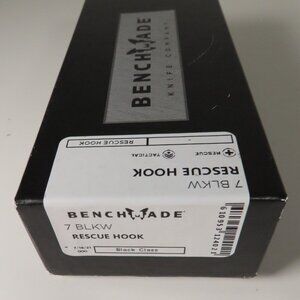 BENCHMADE
KNIFE COMPANY
RESCUE HOOK
TACTICAL
RESCUE
7 BLKW
RESCUE HOOK
BENCHMADE
7 BLKW
RESCUE HOOK
Black Class